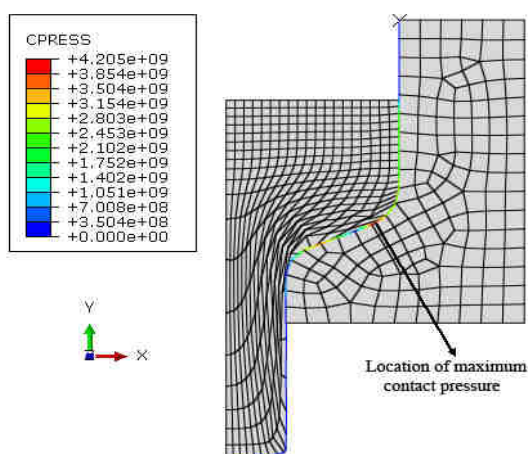 CPRESS
+4.205e+09
+3.854e+09
+3.504e+09
+3.154e+09
+2.803e+09
+2.453e+09
+2.102e+09
+1.752e+09
+1.402e+09
+1.051e+09
+7.008e+08
+3.504e+08
+0.000e+00
Y
X
Location of maximum
contact pressure